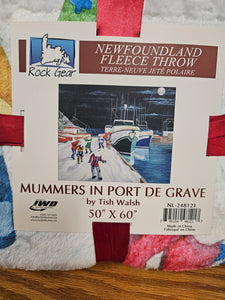 Rock Gear
NEWFOUNDLAND
FLEECE THROW
TERRE-NEUVE JETÉ POLAIRE
MUMMERS IN PORT DE GRAVE
by Tish Walsh
50" X 60"
JWD
NL-248121
Made in China
Fabriqué en Chine